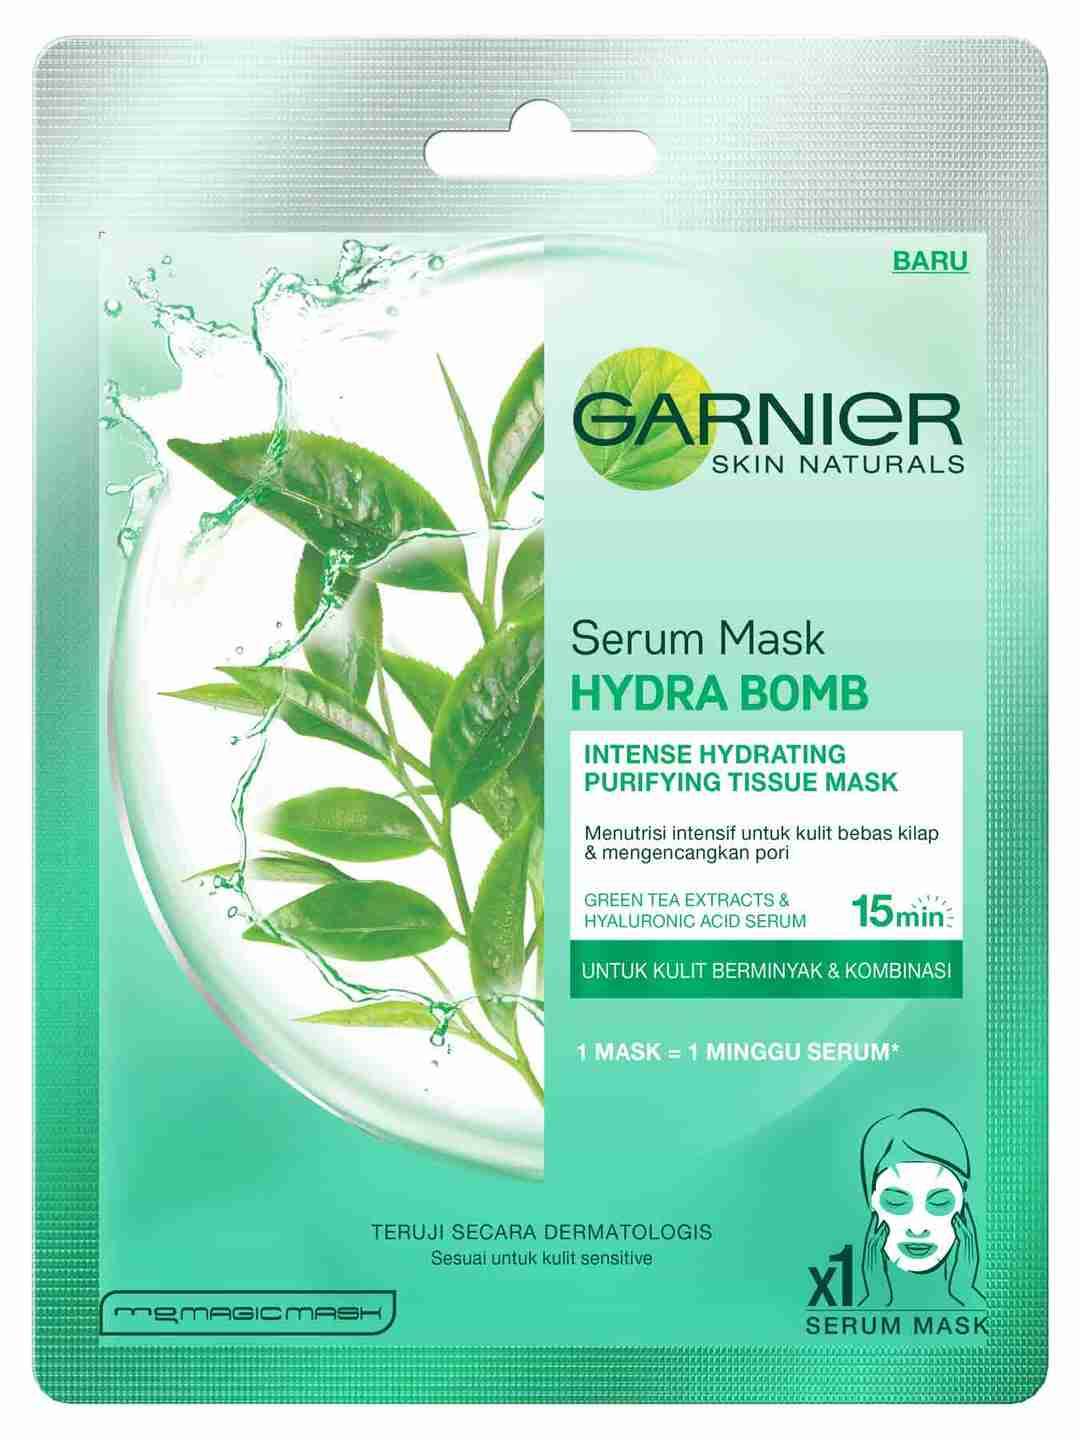 BARU
GARNIER
SKIN NATURALS
Serum Mask
HYDRA BOMB
INTENSE HYDRATING
PURIFYING TISSUE MASK
Menutrisi intensif untuk kulit bebas kilap
& mengencangkan pori
GREEN TEA EXTRACTS &
HYALURONIC ACID SERUM
15min
UNTUK KULIT BERMINYAK & KOMBINASI
1 MASK = 1 MINGGU SERUM*
TERUJI SECARA DERMATOLOGIS
Sesuai untuk kulit sensitive
MAGIC MASK
x1
SERUM MASK